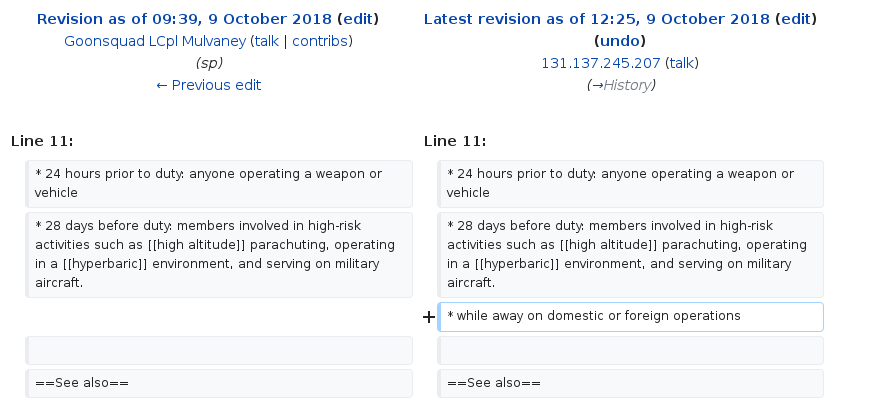 Revision as of 09:39, 9 October 2018 (edit)
Goonsquad LCpl Mulvaney (talk | contribs)
(sp)
← Previous edit
Latest revision as of 12:25, 9 October 2018 (edit)
(undo)
131.137.245.207 (talk)
(→History)
Line 11:
* 24 hours prior to duty: anyone operating a weapon or
vehicle
* 28 days before duty: members involved in high-risk
activities such as [[high altitude]] parachuting, operating
in a [[hyperbaric]] environment, and serving on military
aircraft.
==See also==
Line 11:
* 24 hours prior to duty: anyone operating a weapon or
vehicle
* 28 days before duty: members involved in high-risk
activities such as [[high altitude]] parachuting, operating
in a [[hyperbaric]] environment, and serving on military
aircraft.
+ * while away on domestic or foreign operations
==See also==